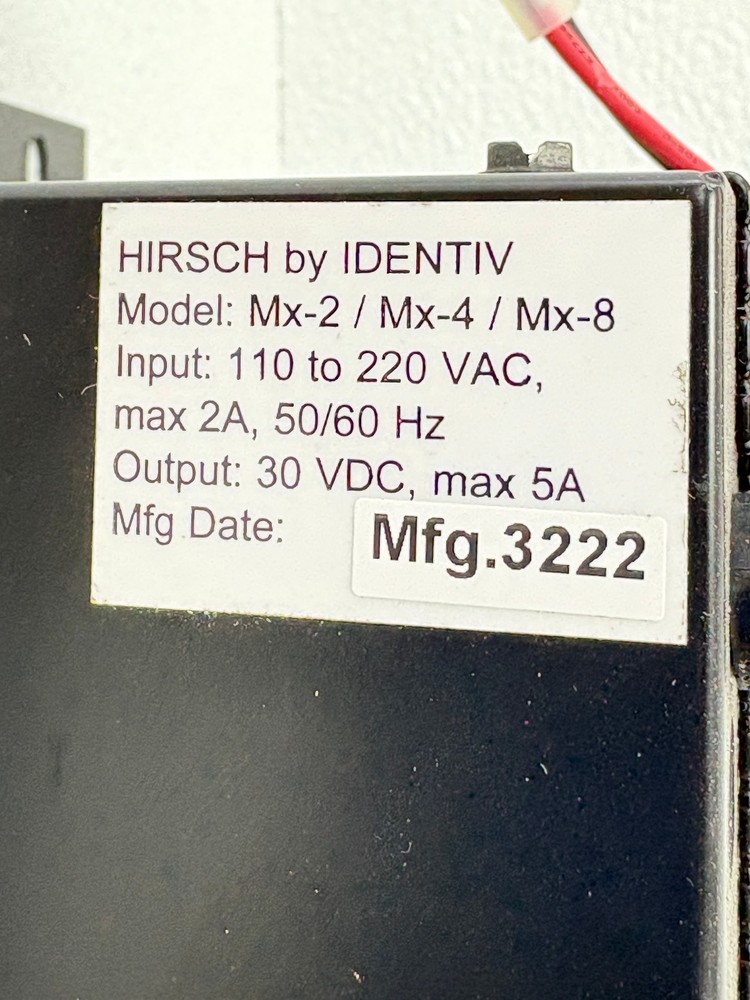 HIRSCH by IDENTIV
Model: Mx-2 / Mx-4 / Mx-8
Input: 110 to 220 VAC,
max 2A, 50/60 Hz
Output: 30 VDC, max 5A
Mfg Date: Mfg.3222